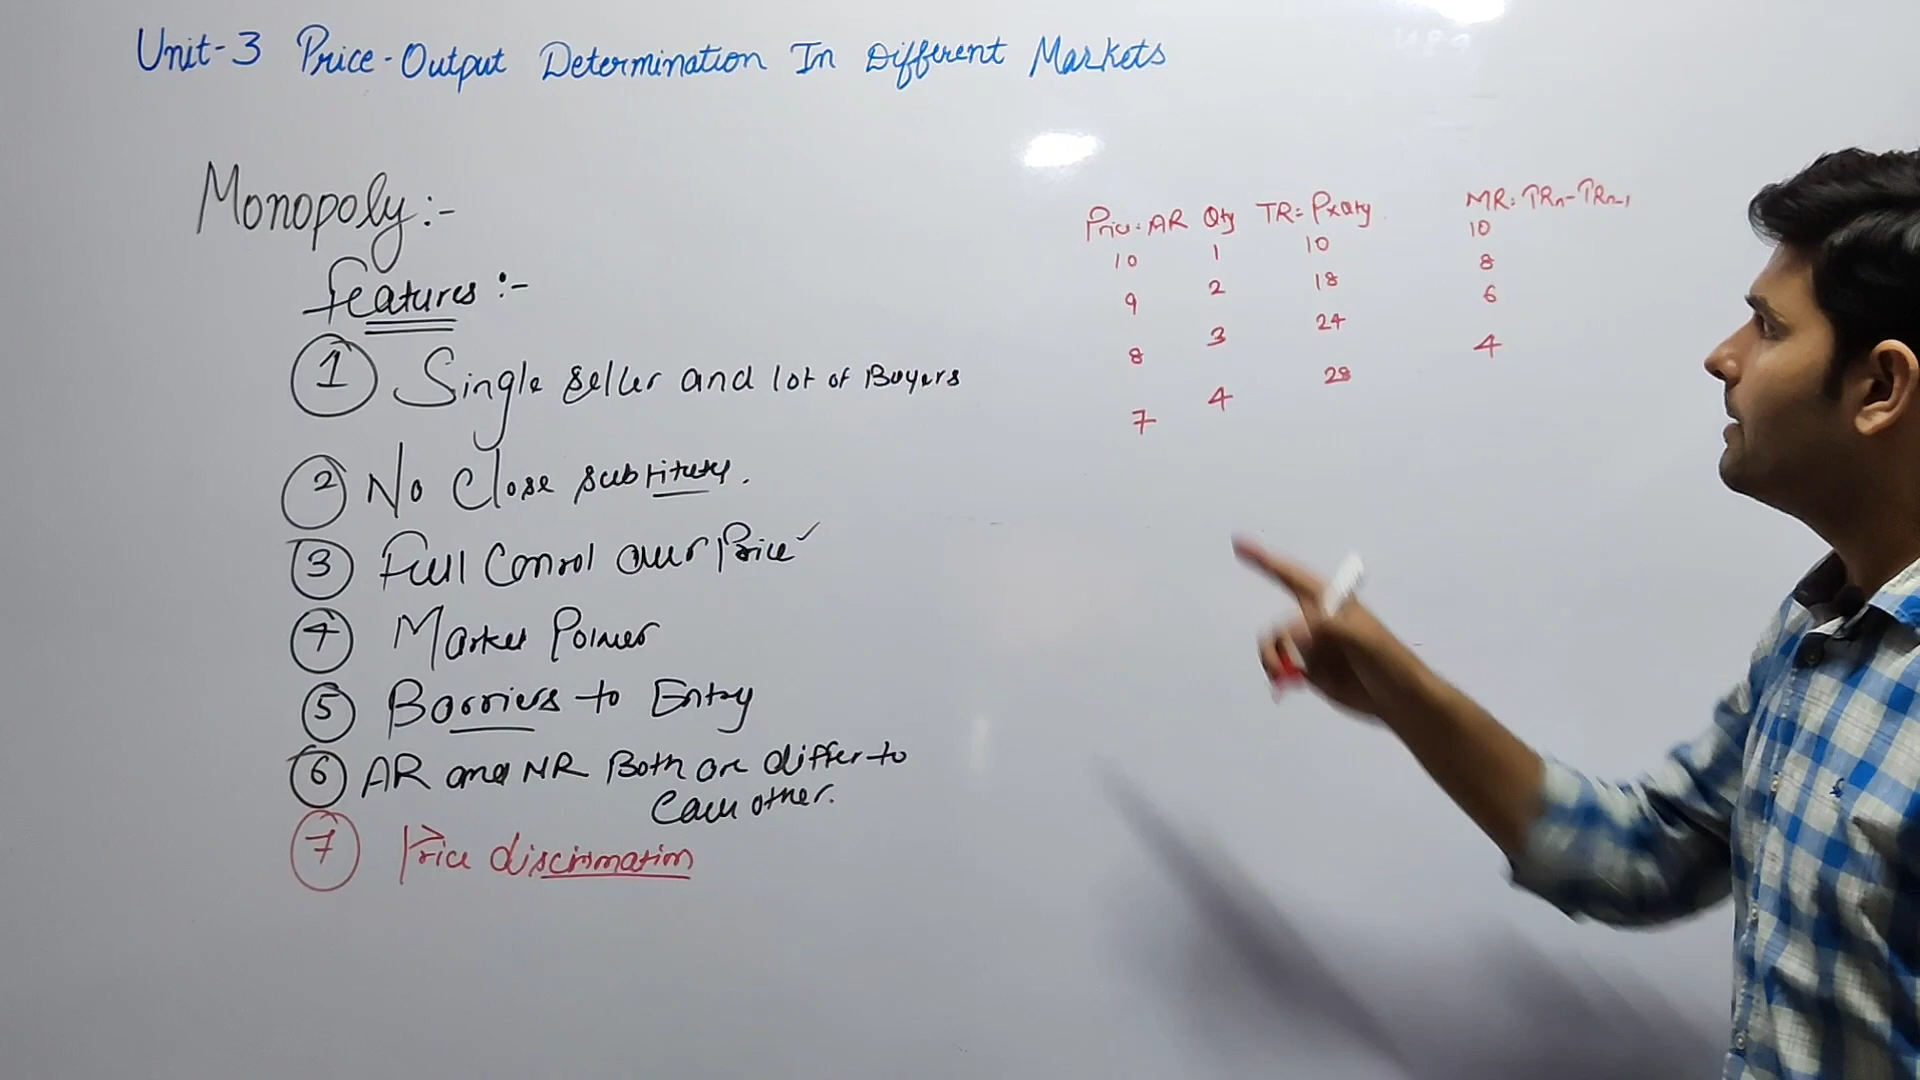 Unit-3 Price-Output Determination In Different Markets
Monopoly:-
features:-
1 Single seller and lot of Buyers
2 No Close substitutes.
3 Full Control over Price ✓
4 Market Power
5 Barriers to Entry
6 AR and MR Both are differ to
each other.
7 Price discrimation
Price=AR Qty TR=P×Qty MR=TRn-TRn-1
10 1 10 10
9 2 18 8
8 3 24 6
7 4 28 4